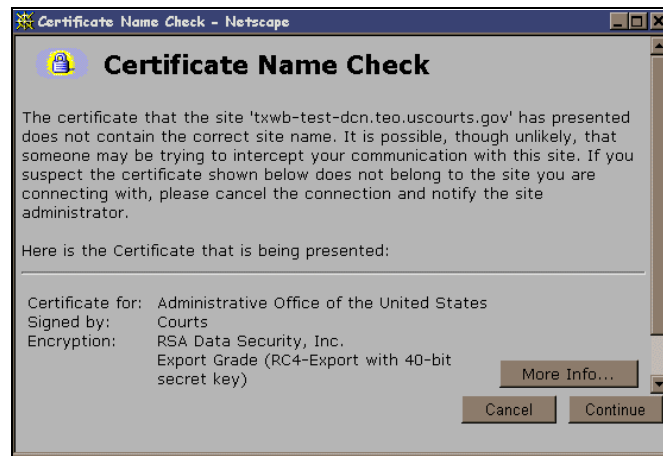 Certificate Name Check - Netscape
Certificate Name Check
The certificate that the site 'txwb-test-dcn.teo.uscourts.gov' has presented
does not contain the correct site name. It is possible, though unlikely, that
someone may be trying to intercept your communication with this site. If you
suspect the certificate shown below does not belong to the site you are
connecting with, please cancel the connection and notify the site
administrator.
Here is the Certificate that is being presented:
Certificate for: Administrative Office of the United States
Signed by: Courts
Encryption: RSA Data Security, Inc.
Export Grade (RC4-Export with 40-bit
secret key)
More Info...
Cancel Continue